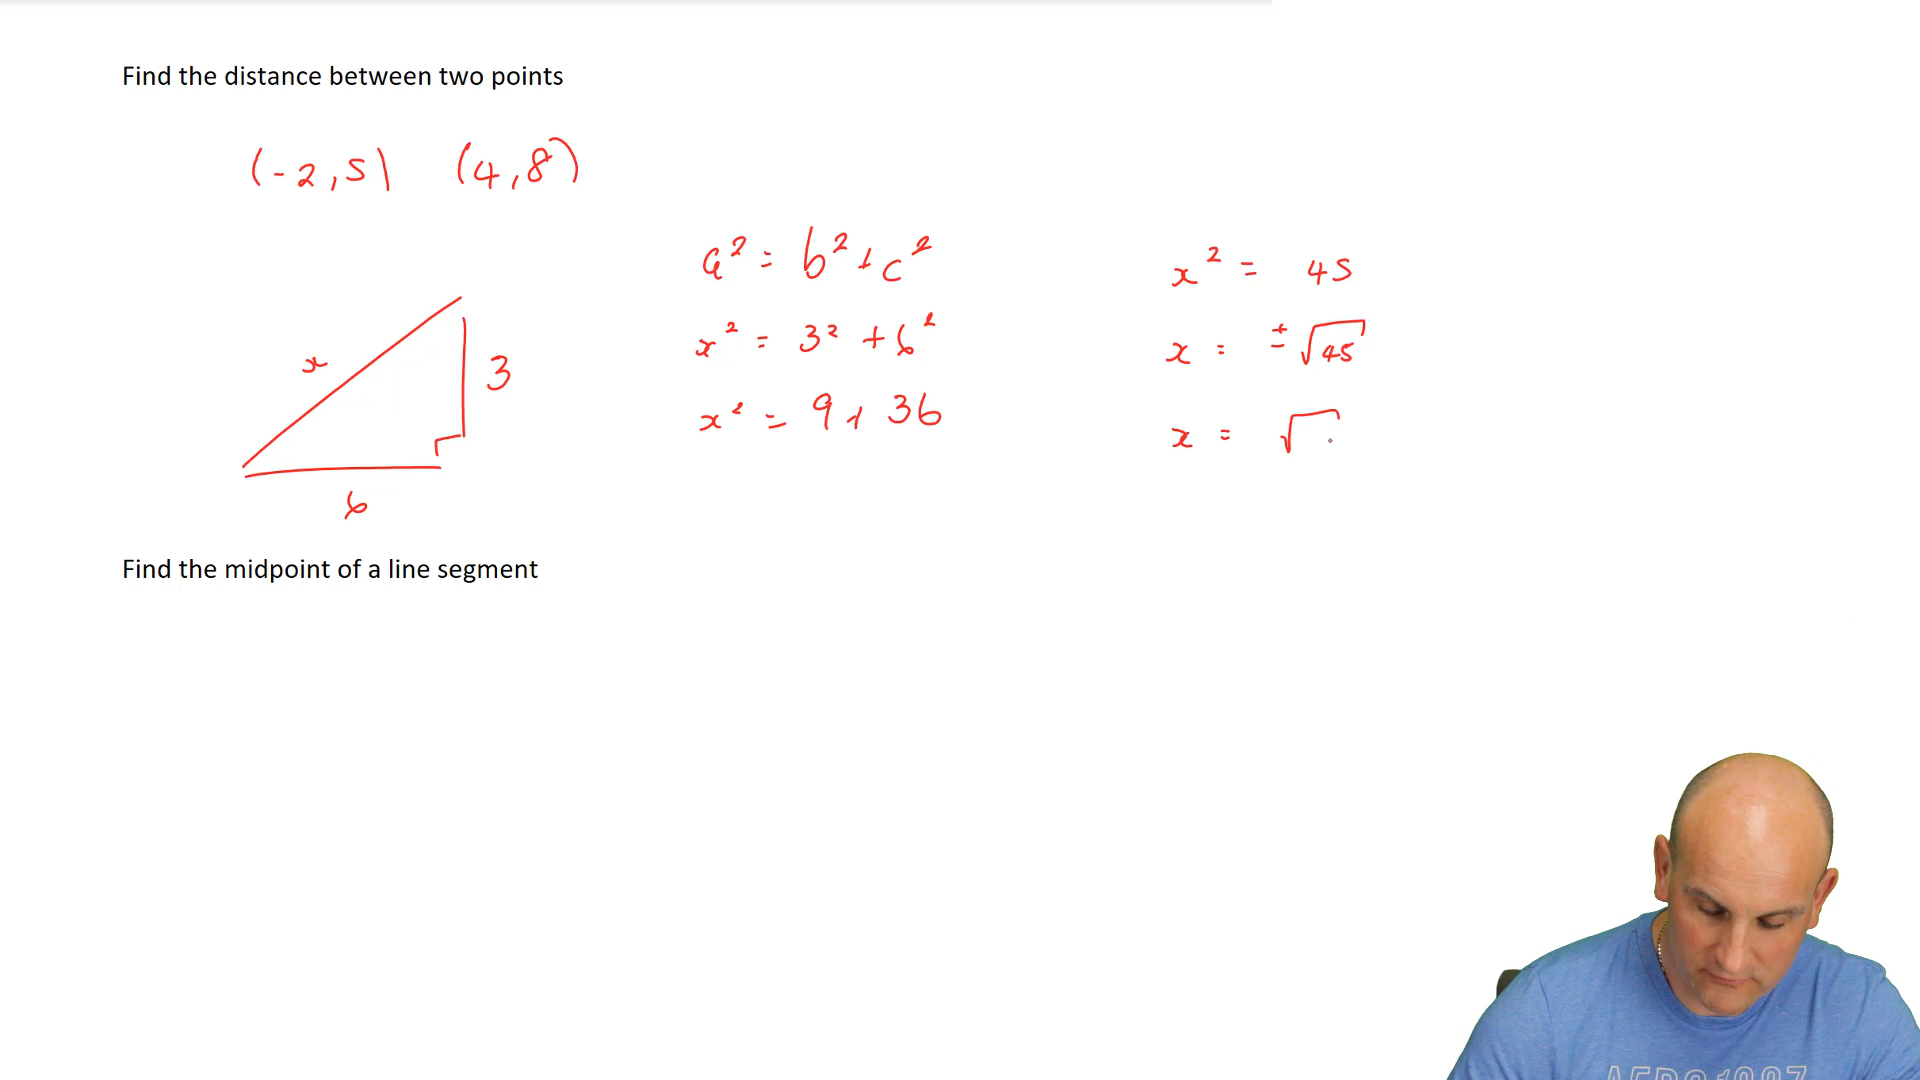 Find the distance between two points
(-2,5) (4,8)
a² = b² + c²
x² = 3² + 6²
x² = 9 + 36
x² = 45
x = ±√45
x = √
x
3
6
Find the midpoint of a line segment